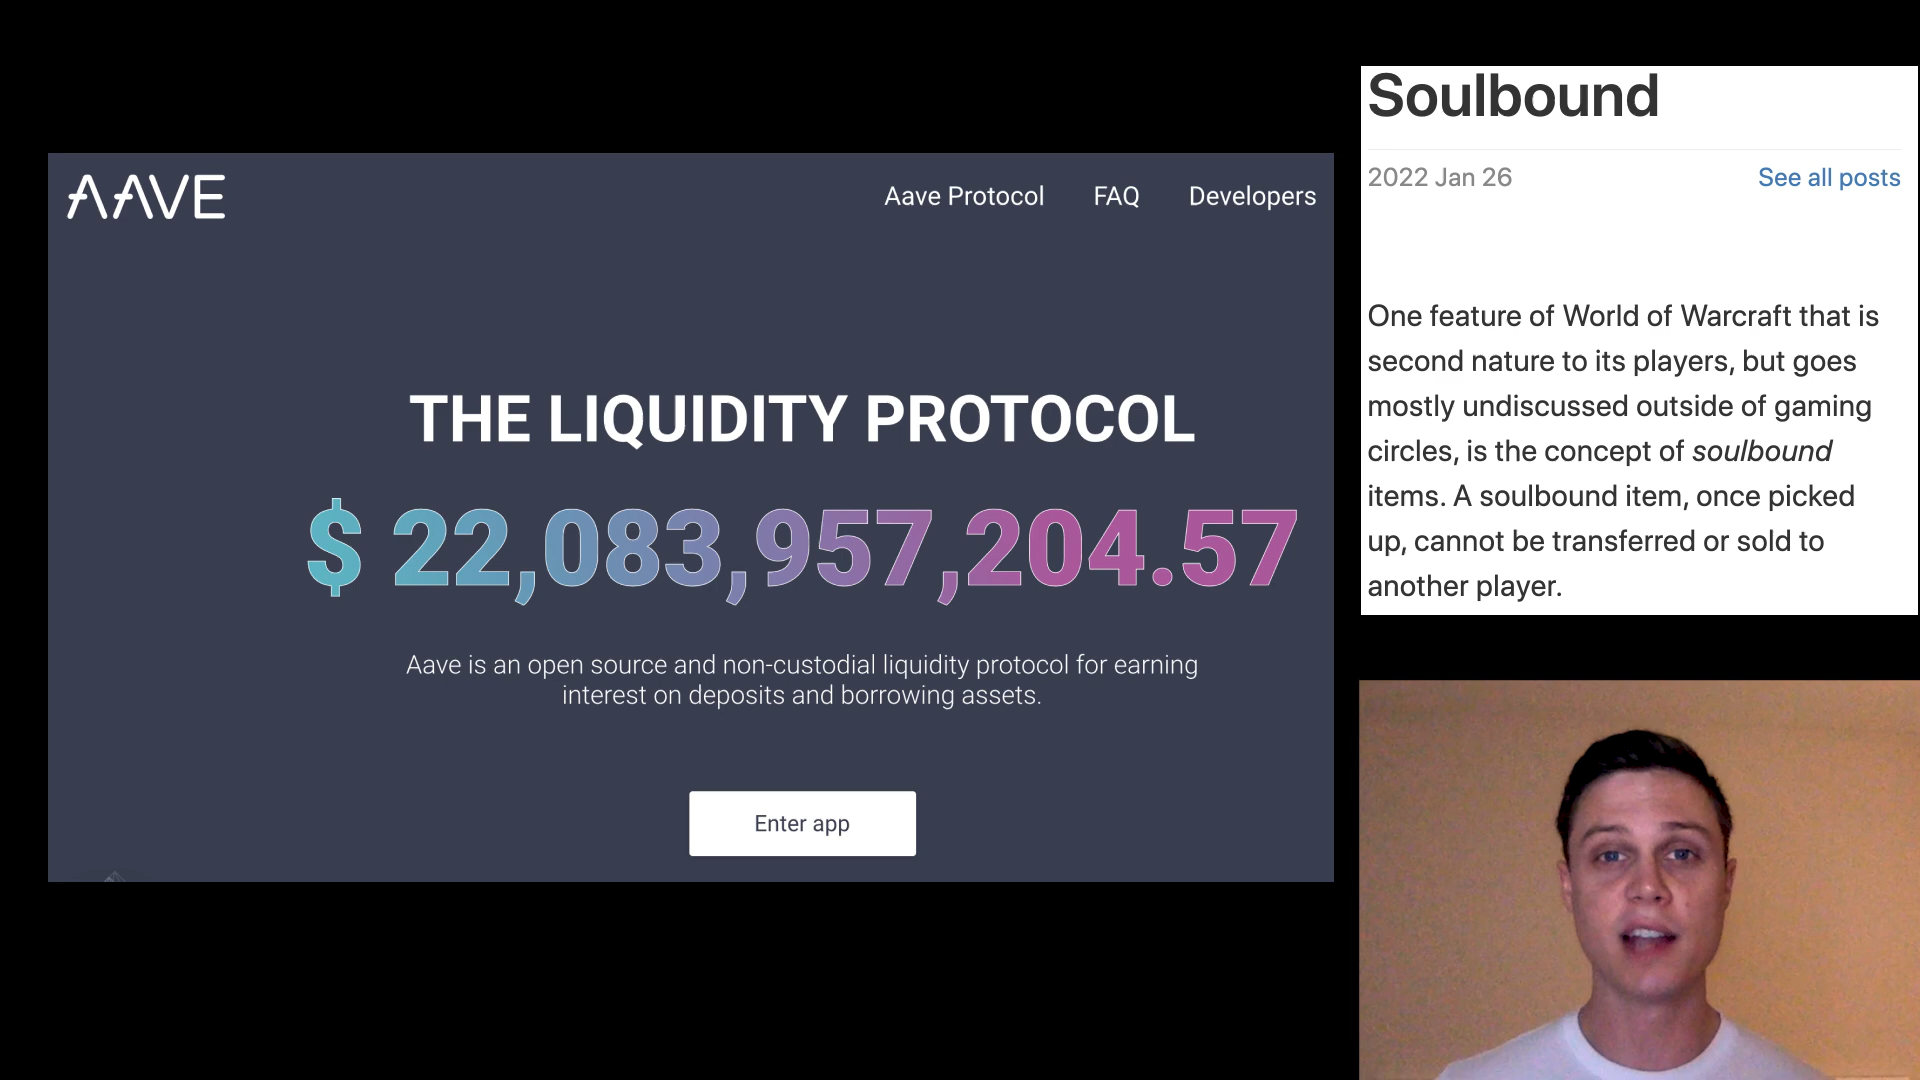 AAVE
Aave Protocol FAQ Developers
THE LIQUIDITY PROTOCOL
$ 22,083,957,204.57
Aave is an open source and non-custodial liquidity protocol for earning
interest on deposits and borrowing assets.
Enter app
Soulbound
2022 Jan 26 See all posts
One feature of World of Warcraft that is
second nature to its players, but goes
mostly undiscussed outside of gaming
circles, is the concept of soulbound
items. A soulbound item, once picked
up, cannot be transferred or sold to
another player.